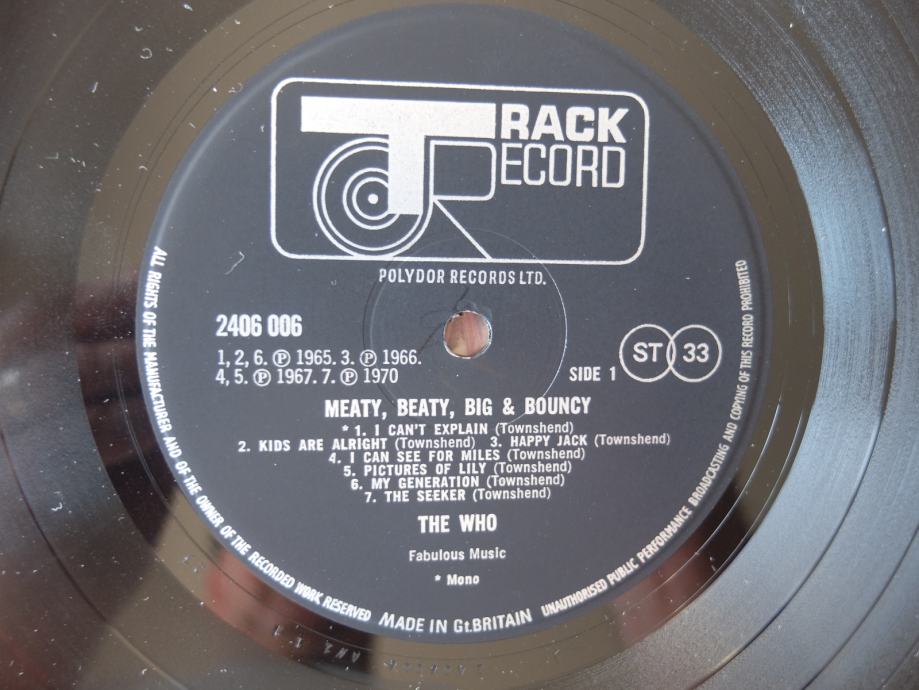 TRACK
RECORD
POLYDOR RECORDS LTD.
2406 006
1, 2, 6. ℗ 1965. 3. ℗ 1966.
4, 5. ℗ 1967. 7. ℗ 1970
SIDE 1
ST 33
MEATY, BEATY, BIG & BOUNCY
* 1. I CAN'T EXPLAIN (Townshend)
2. KIDS ARE ALRIGHT (Townshend) 3. HAPPY JACK (Townshend)
4. I CAN SEE FOR MILES (Townshend)
5. PICTURES OF LILY (Townshend)
6. MY GENERATION (Townshend)
7. THE SEEKER (Townshend)
THE WHO
Fabulous Music
* Mono
ALL RIGHTS OF THE MANUFACTURER AND OF THE OWNER OF THE RECORDED WORK RESERVED
MADE IN Gt.BRITAIN
UNAUTHORISED PUBLIC PERFORMANCE BROADCASTING AND COPYING OF THIS RECORD PROHIBITED